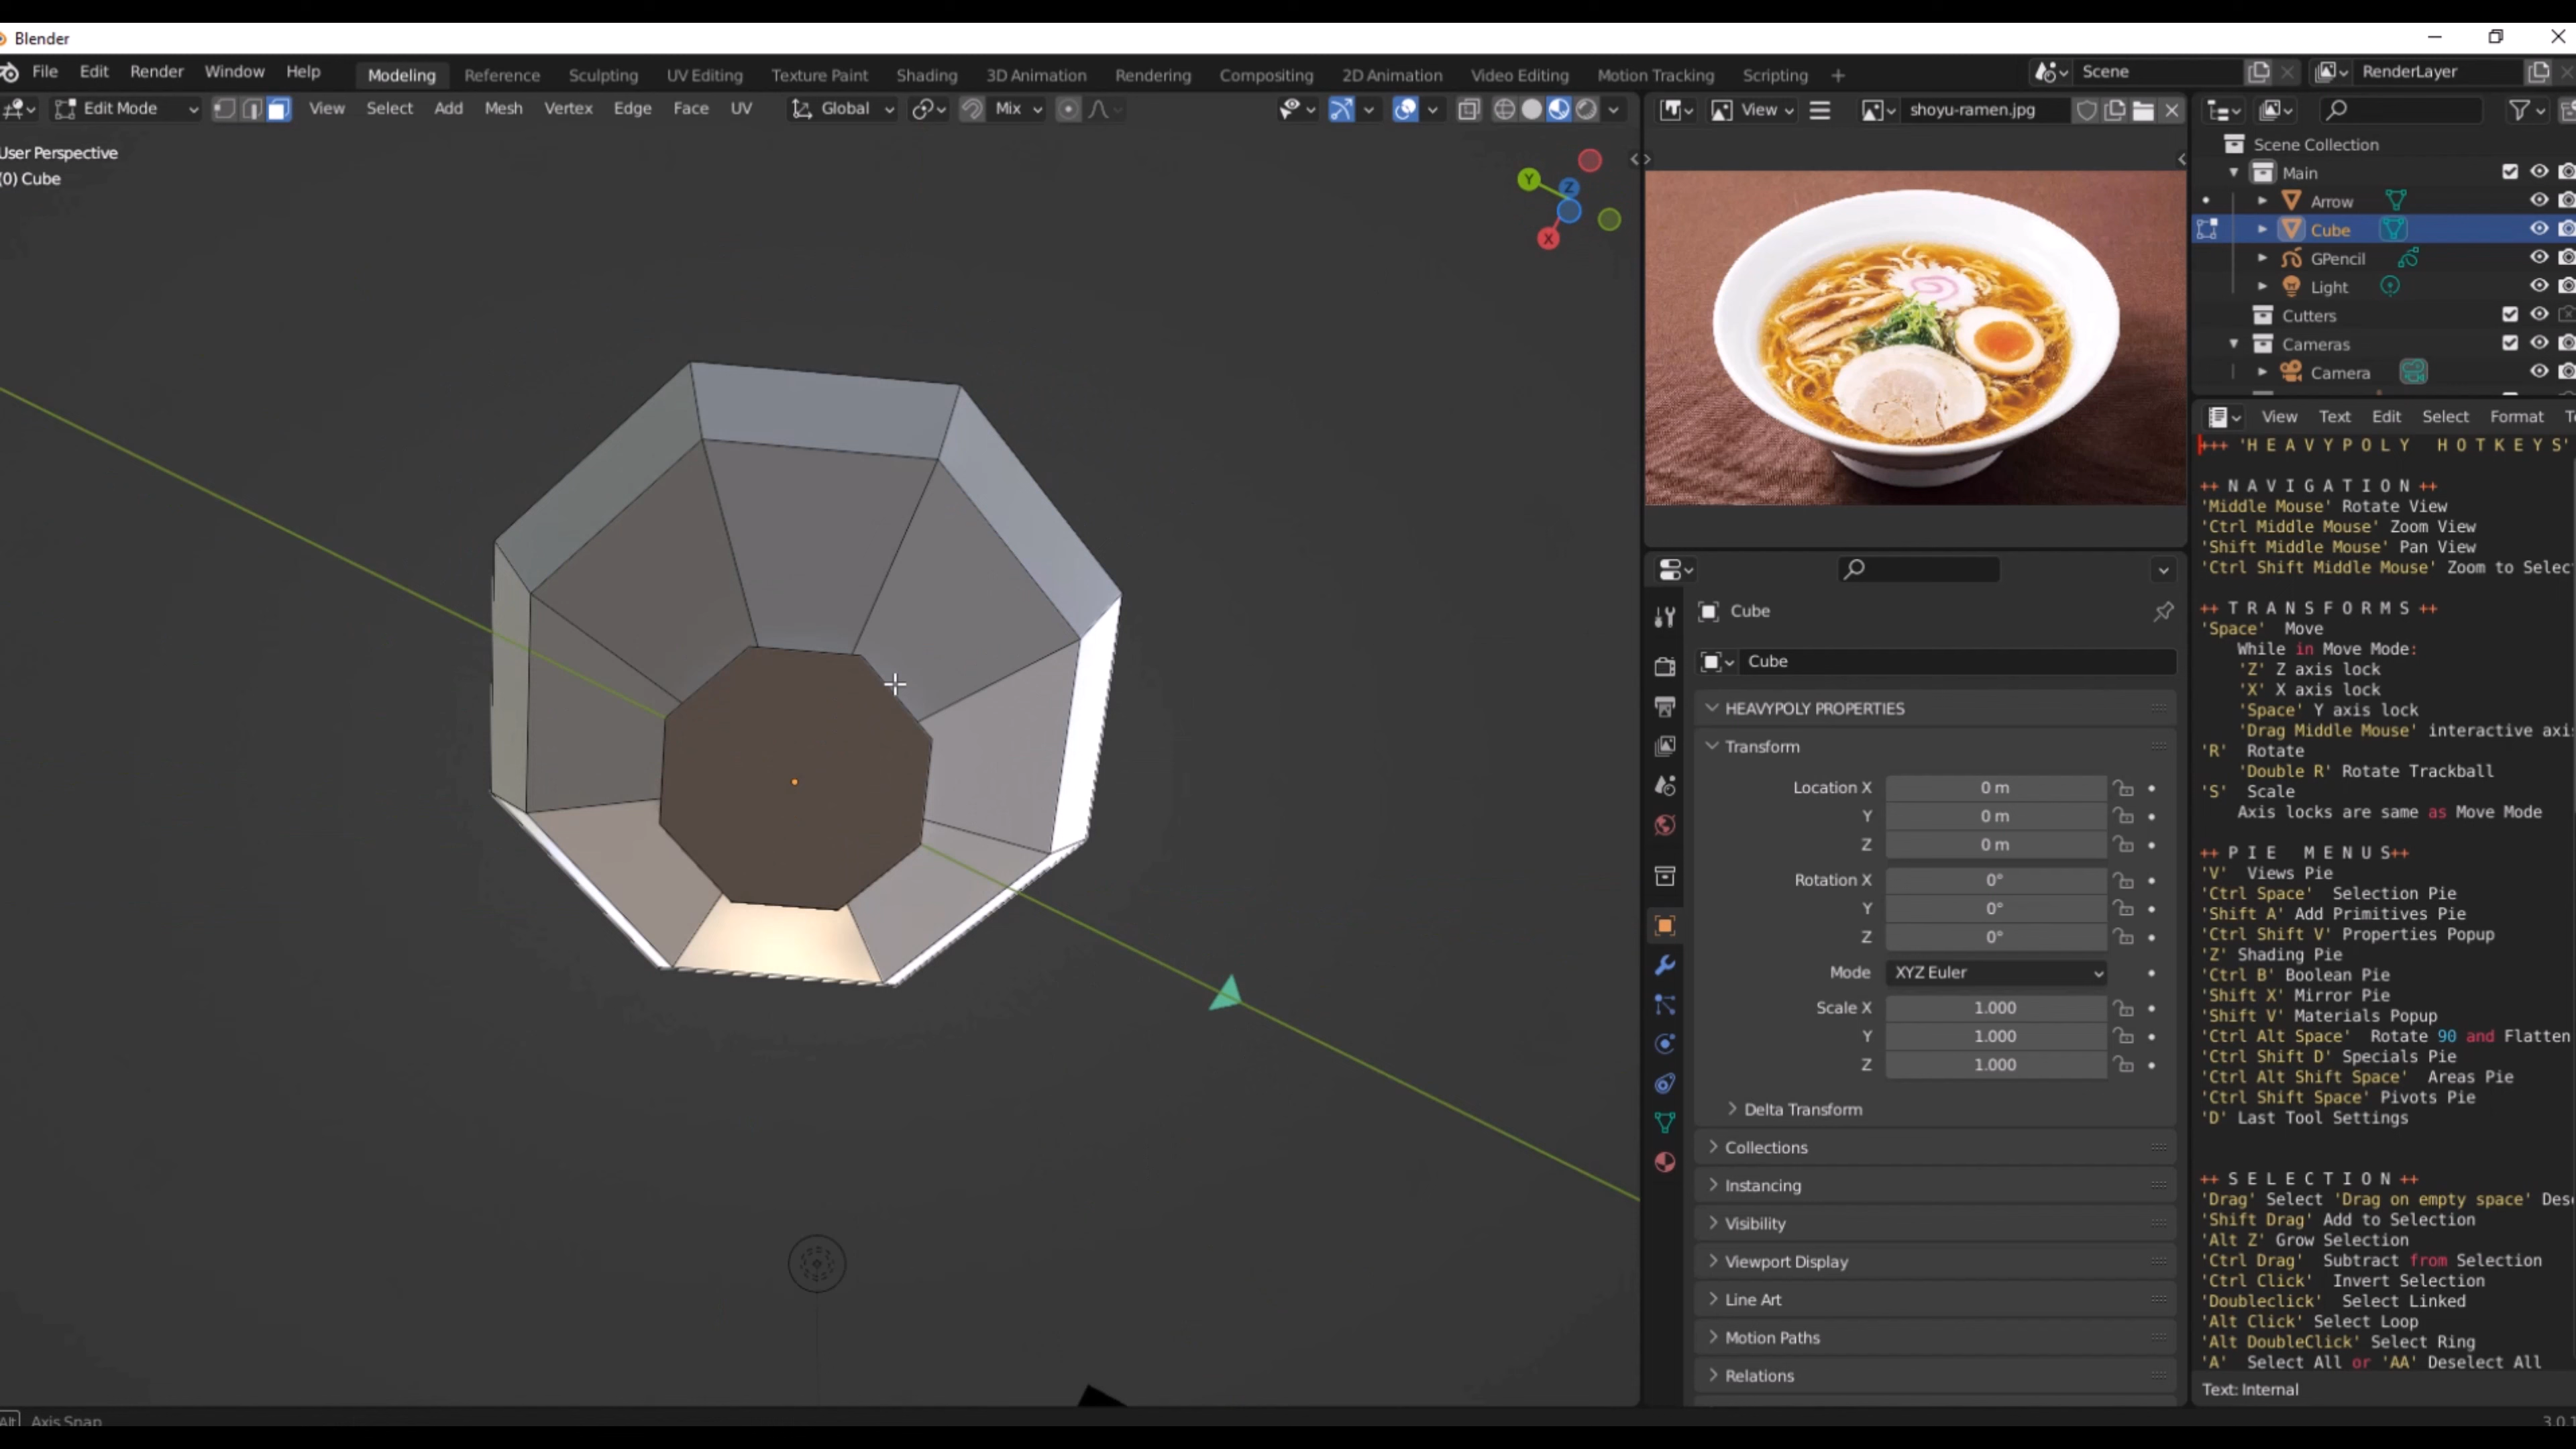 Blender
File Edit Render Window Help Modeling Reference Sculpting UV Editing Texture Paint Shading 3D Animation Rendering Compositing 2D Animation Video Editing Motion Tracking Scripting + Scene RenderLayer
Edit Mode View Select Add Mesh Vertex Edge Face UV Global Mix View shoyu-ramen.jpg
User Perspective
(0) Cube
Y Z X
Scene Collection
Main
Arrow
Cube
GPencil
Light
Cutters
Cameras
Camera
Cube
Cube
HEAVYPOLY PROPERTIES
Transform
Location X 0 m
Y 0 m
Z 0 m
Rotation X 0°
Y 0°
Z 0°
Mode XYZ Euler
Scale X 1.000
Y 1.000
Z 1.000
Delta Transform
Collections
Instancing
Visibility
Viewport Display
Line Art
Motion Paths
Relations
View Text Edit Select Format
+++ 'H E A V Y P O L Y H O T K E Y S'
++ N A V I G A T I O N ++
'Middle Mouse' Rotate View
'Ctrl Middle Mouse' Zoom View
'Shift Middle Mouse' Pan View
'Ctrl Shift Middle Mouse' Zoom to Selec
++ T R A N S F O R M S ++
'Space' Move
While in Move Mode:
'Z' Z axis lock
'X' X axis lock
'Space' Y axis lock
'Drag Middle Mouse' interactive axi
'R' Rotate
'Double R' Rotate Trackball
'S' Scale
Axis locks are same as Move Mode
++ P I E M E N U S++
'V' Views Pie
'Ctrl Space' Selection Pie
'Shift A' Add Primitives Pie
'Ctrl Shift V' Properties Popup
'Z' Shading Pie
'Ctrl B' Boolean Pie
'Shift X' Mirror Pie
'Shift V' Materials Popup
'Ctrl Alt Space' Rotate 90 and Flatten
'Ctrl Shift D' Specials Pie
'Ctrl Alt Shift Space' Areas Pie
'Ctrl Shift Space' Pivots Pie
'D' Last Tool Settings
++ S E L E C T I O N ++
'Drag' Select 'Drag on empty space' Des
'Shift Drag' Add to Selection
'Alt Z' Grow Selection
'Ctrl Drag' Subtract from Selection
'Ctrl Click' Invert Selection
'Doubleclick' Select Linked
'Alt Click' Select Loop
'Alt DoubleClick' Select Ring
'A' Select All or 'AA' Deselect All
Text: Internal
Alt Axis Snap
3.0.1